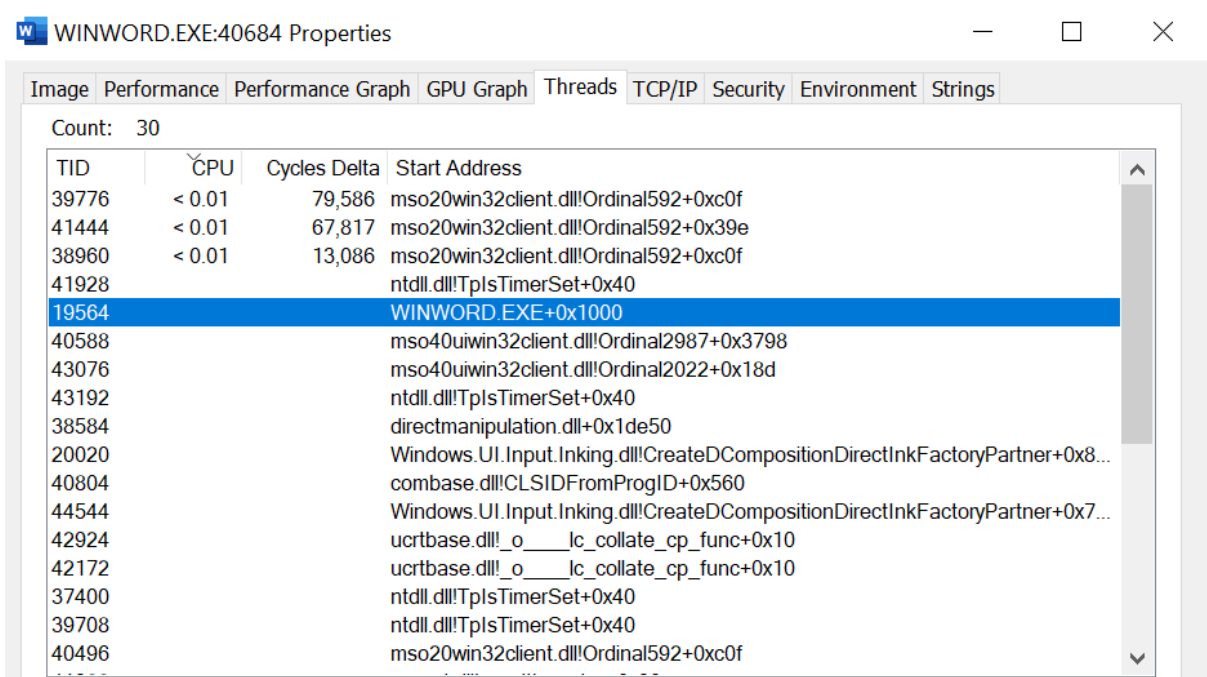 WINWORD.EXE:40684 Properties
Image Performance Performance Graph GPU Graph Threads TCP/IP Security Environment Strings
Count: 30
TID CPU Cycles Delta Start Address
39776 < 0.01 79,586 mso20win32client.dll!Ordinal592+0xc0f
41444 < 0.01 67,817 mso20win32client.dll!Ordinal592+0x39e
38960 < 0.01 13,086 mso20win32client.dll!Ordinal592+0xc0f
41928 ntdll.dll!TpIsTimerSet+0x40
19564 WINWORD.EXE+0x1000
40588 mso40uiwin32client.dll!Ordinal2987+0x3798
43076 mso40uiwin32client.dll!Ordinal2022+0x18d
43192 ntdll.dll!TpIsTimerSet+0x40
38584 directmanipulation.dll+0x1de50
20020 Windows.UI.Input.Inking.dll!CreateDCompositionDirectInkFactoryPartner+0x8...
40804 combase.dll!CLSIDFromProgID+0x560
44544 Windows.UI.Input.Inking.dll!CreateDCompositionDirectInkFactoryPartner+0x7...
42924 ucrtbase.dll!_o____lc_collate_cp_func+0x10
42172 ucrtbase.dll!_o____lc_collate_cp_func+0x10
37400 ntdll.dll!TpIsTimerSet+0x40
39708 ntdll.dll!TpIsTimerSet+0x40
40496 mso20win32client.dll!Ordinal592+0xc0f